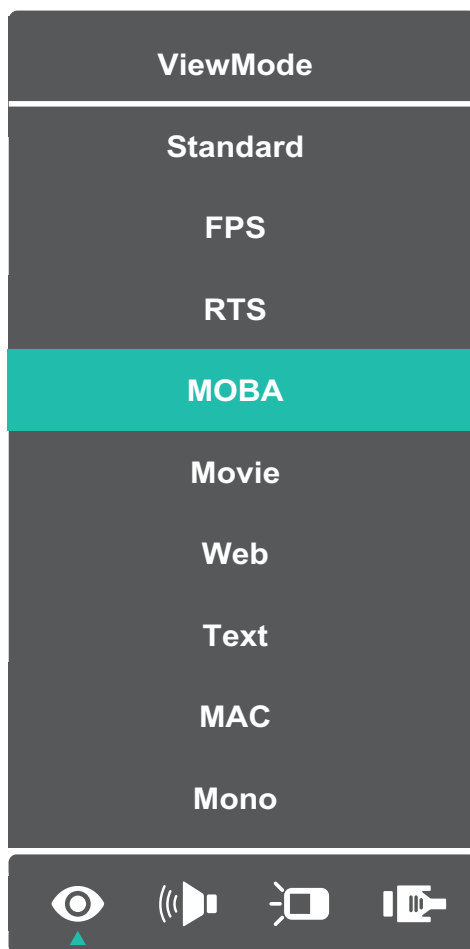 ViewMode
Standard
FPS
RTS
MOBA
Movie
Web
Text
MAC
Mono